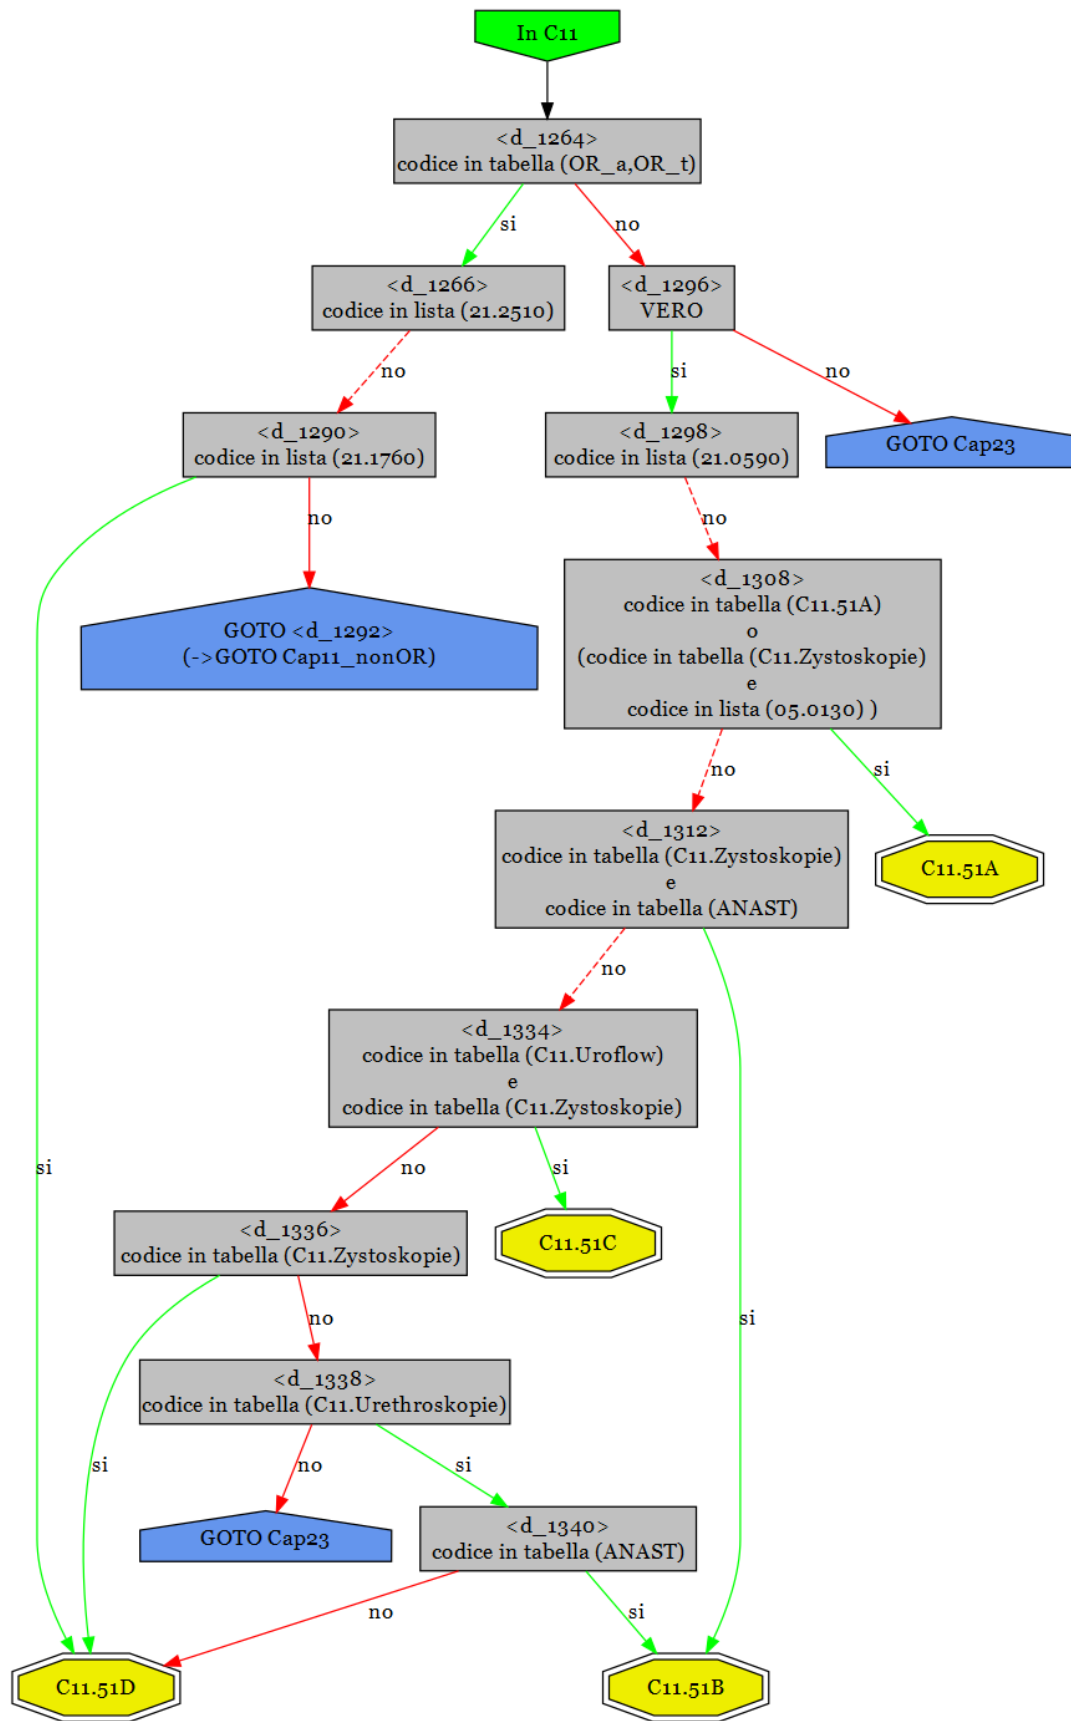 In C11
<d_1264>
codice in tabella (OR_a,OR_t)
si
no
<d_1266>
codice in lista (21.2510)
<d_1296>
VERO
no
si
no
<d_1290>
codice in lista (21.1760)
<d_1298>
codice in lista (21.0590)
GOTO Cap23
no
no
<d_1308>
codice in tabella (C11.51A)
o
(codice in tabella (C11.Zystoskopie)
e
codice in lista (05.0130) )
GOTO <d_1292>
(->GOTO Cap11_nonOR)
no
si
<d_1312>
codice in tabella (C11.Zystoskopie)
e
codice in tabella (ANAST)
C11.51A
no
<d_1334>
codice in tabella (C11.Uroflow)
e
codice in tabella (C11.Zystoskopie)
si
no
si
<d_1336>
codice in tabella (C11.Zystoskopie)
C11.51C
no
si
<d_1338>
codice in tabella (C11.Urethroskopie)
si
no
si
<d_1340>
codice in tabella (ANAST)
GOTO Cap23
no
si
C11.51D
C11.51B